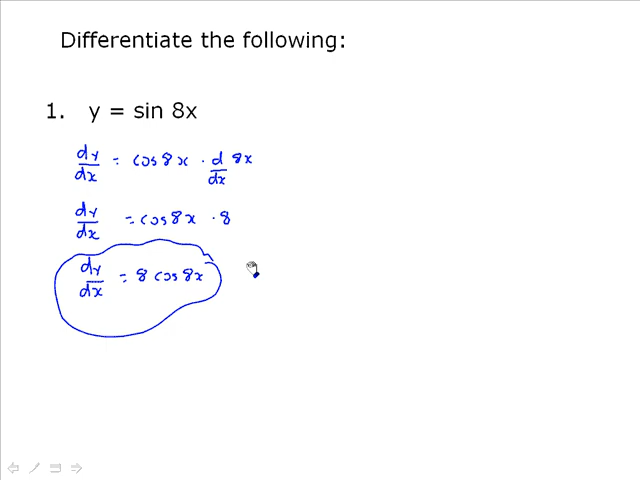 Differentiate the following:
1. y = sin 8x
dy/dx = cos 8x · d/dx 8x
dy/dx = cos 8x · 8
dy/dx = 8 cos 8x